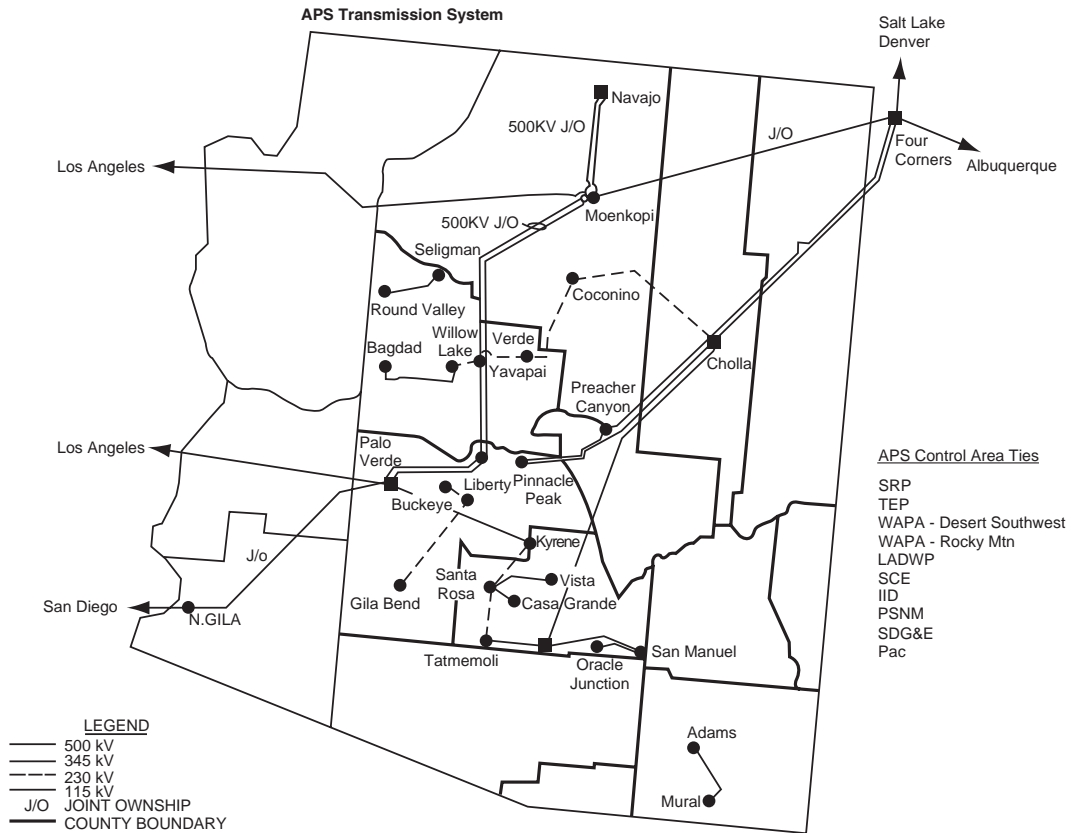 APS Transmission System
Salt Lake
Denver
Navajo
500KV J/O
J/O
Four
Corners
Los Angeles
Albuquerque
Moenkopi
500KV J/O
Seligman
Coconino
Round Valley
Willow
Lake
Verde
Bagdad
Yavapai
Cholla
Preacher
Canyon
Palo
Verde
Los Angeles
Liberty
Pinnacle
Peak
Buckeye
APS Control Area Ties
SRP
TEP
WAPA - Desert Southwest
WAPA - Rocky Mtn
LADWP
SCE
IID
PSNM
SDG&E
Pac
Kyrene
J/o
Santa
Rosa
Vista
Gila Bend
Casa Grande
San Diego
N.GILA
Tatmemoli
Oracle
Junction
San Manuel
LEGEND
500 kV
345 kV
230 kV
115 kV
J/O JOINT OWNSHIP
COUNTY BOUNDARY
Adams
Mural